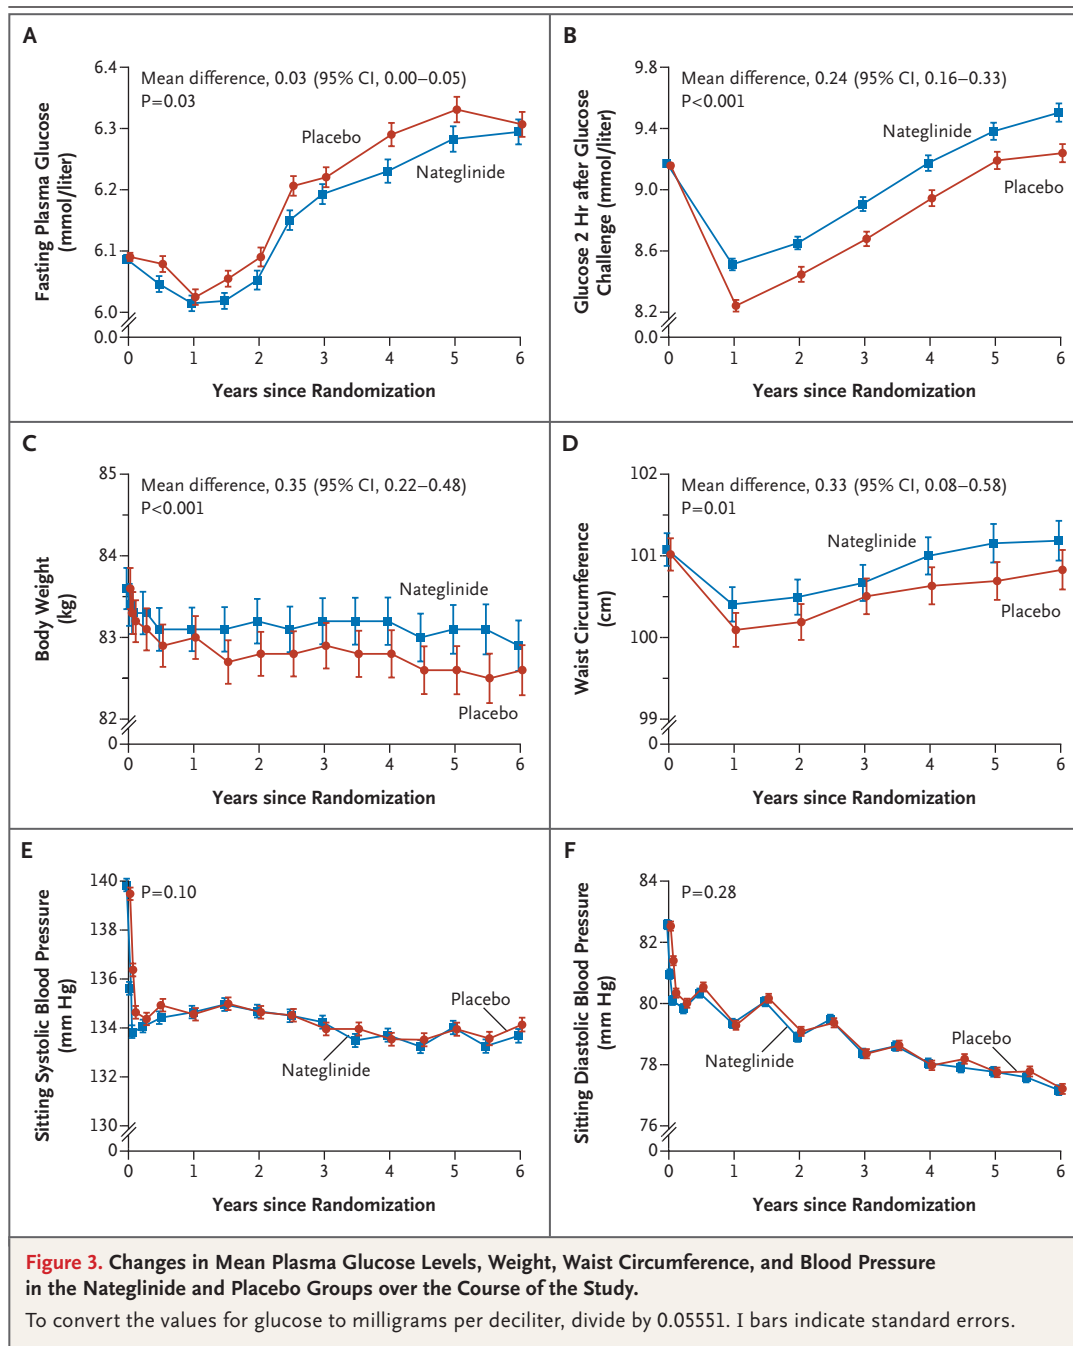 A
Mean difference, 0.03 (95% CI, 0.00–0.05)
P=0.03
Placebo
Nateglinide
Fasting Plasma Glucose
(mmol/liter)
6.4
6.3
6.2
6.1
6.0
0.0
0 1 2 3 4 5 6
Years since Randomization
B
Mean difference, 0.24 (95% CI, 0.16–0.33)
P<0.001
Nateglinide
Placebo
Glucose 2 Hr after Glucose
Challenge (mmol/liter)
9.8
9.4
9.0
8.6
8.2
0.0
0 1 2 3 4 5 6
Years since Randomization
C
Mean difference, 0.35 (95% CI, 0.22–0.48)
P<0.001
Nateglinide
Placebo
Body Weight
(kg)
85
84
83
82
0
0 1 2 3 4 5 6
Years since Randomization
D
Mean difference, 0.33 (95% CI, 0.08–0.58)
P=0.01
Nateglinide
Placebo
Waist Circumference
(cm)
102
101
100
99
0
0 1 2 3 4 5 6
Years since Randomization
E
P=0.10
Placebo
Nateglinide
Sitting Systolic Blood Pressure
(mm Hg)
140
138
136
134
132
130
0
0 1 2 3 4 5 6
Years since Randomization
F
P=0.28
Placebo
Nateglinide
Sitting Diastolic Blood Pressure
(mm Hg)
84
82
80
78
76
0
0 1 2 3 4 5 6
Years since Randomization
Figure 3. Changes in Mean Plasma Glucose Levels, Weight, Waist Circumference, and Blood Pressure
in the Nateglinide and Placebo Groups over the Course of the Study.
To convert the values for glucose to milligrams per deciliter, divide by 0.05551. I bars indicate standard errors.